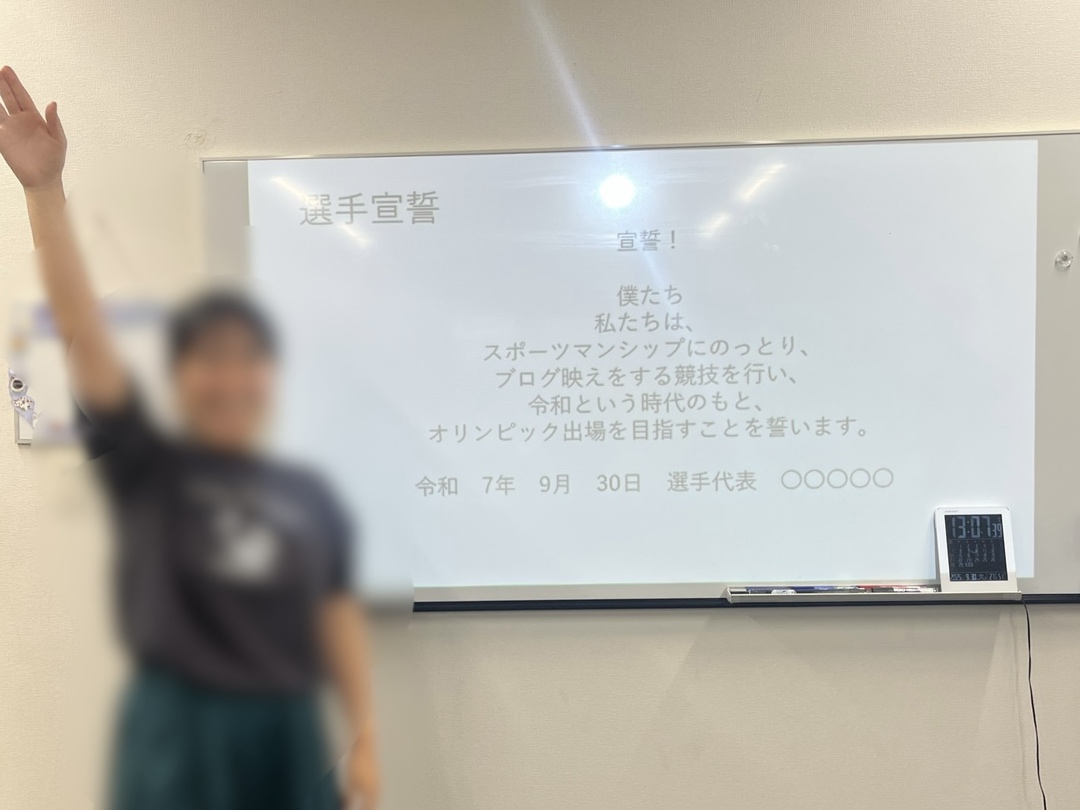 選手宣誓
宣誓！
僕たち
私たちは、
スポーツマンシップにのっとり、
ブログ映えをする競技を行い、
令和という時代のもと、
オリンピック出場を目指すことを誓います。
令和　7年　9月　30日　選手代表　○○○○○
13:07 39